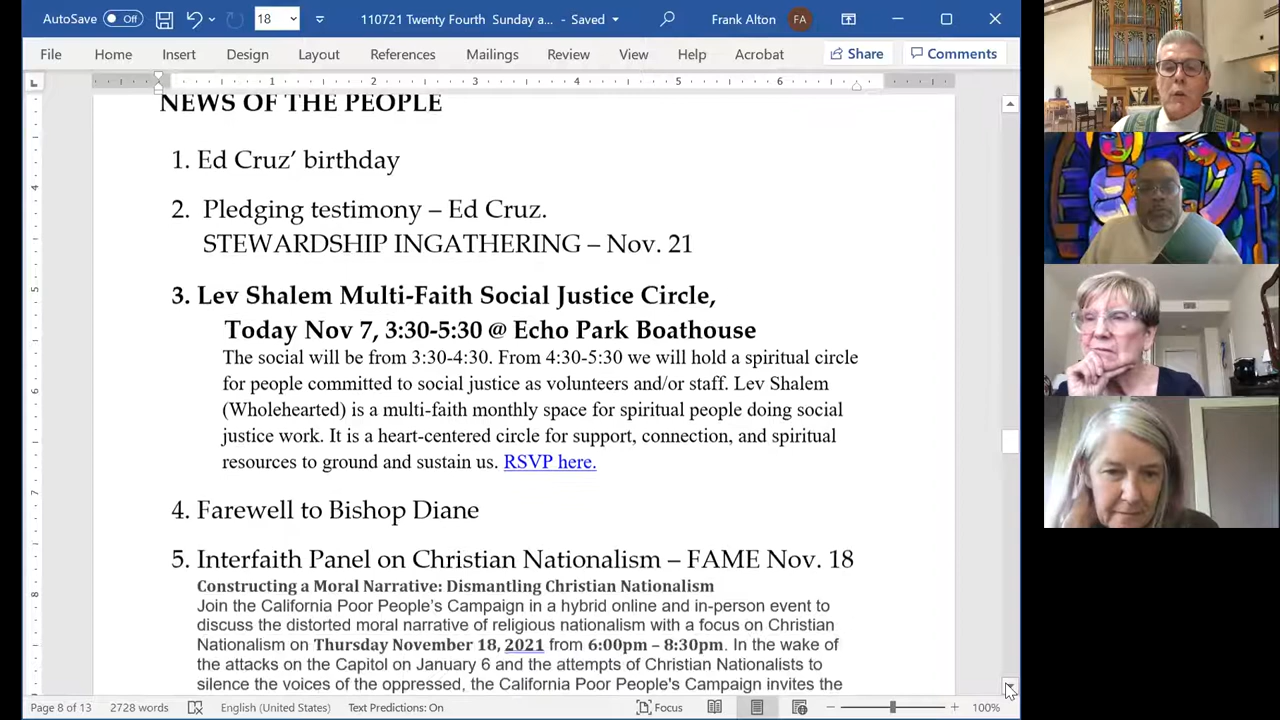 AutoSave Off 18 110721 Twenty Fourth Sunday a... - Saved Frank Alton FA
File Home Insert Design Layout References Mailings Review View Help Acrobat Share Comments
1 2 3 4 5 6
NEWS OF THE PEOPLE
1. Ed Cruz’ birthday
2. Pledging testimony – Ed Cruz.
STEWARDSHIP INGATHERING – Nov. 21
3. Lev Shalem Multi-Faith Social Justice Circle,
Today Nov 7, 3:30-5:30 @ Echo Park Boathouse
The social will be from 3:30-4:30. From 4:30-5:30 we will hold a spiritual circle
for people committed to social justice as volunteers and/or staff. Lev Shalem
(Wholehearted) is a multi-faith monthly space for spiritual people doing social
justice work. It is a heart-centered circle for support, connection, and spiritual
resources to ground and sustain us. RSVP here.
4. Farewell to Bishop Diane
5. Interfaith Panel on Christian Nationalism – FAME Nov. 18
Constructing a Moral Narrative: Dismantling Christian Nationalism
Join the California Poor People’s Campaign in a hybrid online and in-person event to
discuss the distorted moral narrative of religious nationalism with a focus on Christian
Nationalism on Thursday November 18, 2021 from 6:00pm – 8:30pm. In the wake of
the attacks on the Capitol on January 6 and the attempts of Christian Nationalists to
silence the voices of the oppressed, the California Poor People's Campaign invites the
Page 8 of 13 2728 words English (United States) Text Predictions: On Focus 100%